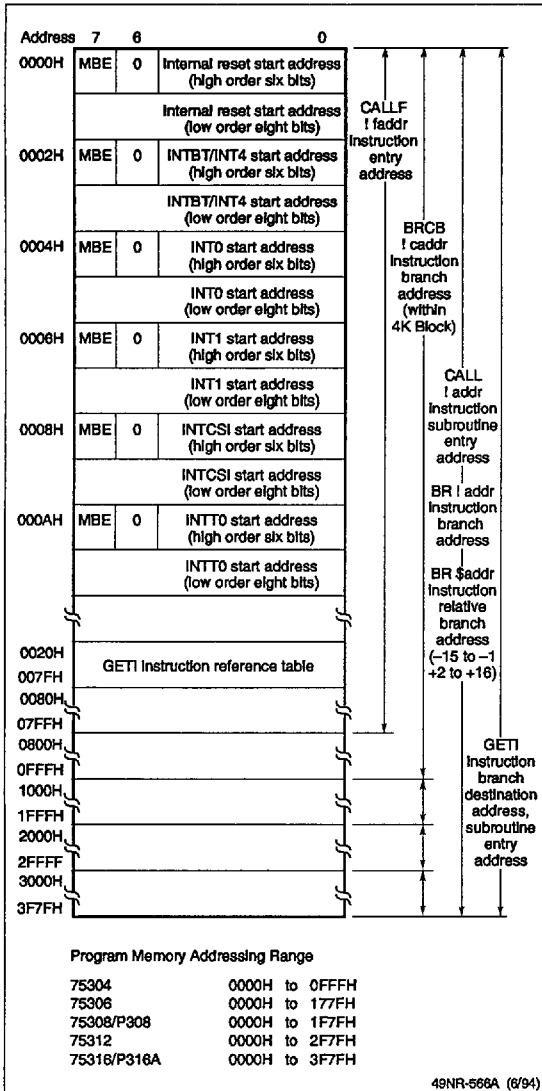 Address 7 6 0
0000H MBE 0 Internal reset start address
(high order six bits)
Internal reset start address
(low order eight bits)
0002H MBE 0 INTBT/INT4 start address
(high order six bits)
INTBT/INT4 start address
(low order eight bits)
0004H MBE 0 INT0 start address
(high order six bits)
INT0 start address
(low order eight bits)
0006H MBE 0 INT1 start address
(high order six bits)
INT1 start address
(low order eight bits)
0008H MBE 0 INTCSI start address
(high order six bits)
INTCSI start address
(low order eight bits)
000AH MBE 0 INTT0 start address
(high order six bits)
INTT0 start address
(low order eight bits)
0020H
GETI Instruction reference table
007FH
0080H
07FFH
0800H
0FFFH
1000H
1FFFH
2000H
2FFFF
3000H
3F7FH
CALLF
! faddr
Instruction
entry
address
BRCB
! caddr
Instruction
branch
address
(within
4K Block)
CALL
! addr
Instruction
subroutine
entry
address
BR ! addr
Instruction
branch
address
BR $addr
Instruction
relative
branch
address
(–15 to –1
+2 to +16)
GETI
Instruction
branch
destination
address,
subroutine
entry
address
Program Memory Addressing Range
75304 0000H to 0FFFH
75306 0000H to 177FH
75308/P308 0000H to 1F7FH
75312 0000H to 2F7FH
75316/P316A 0000H to 3F7FH
49NR-566A (6/94)